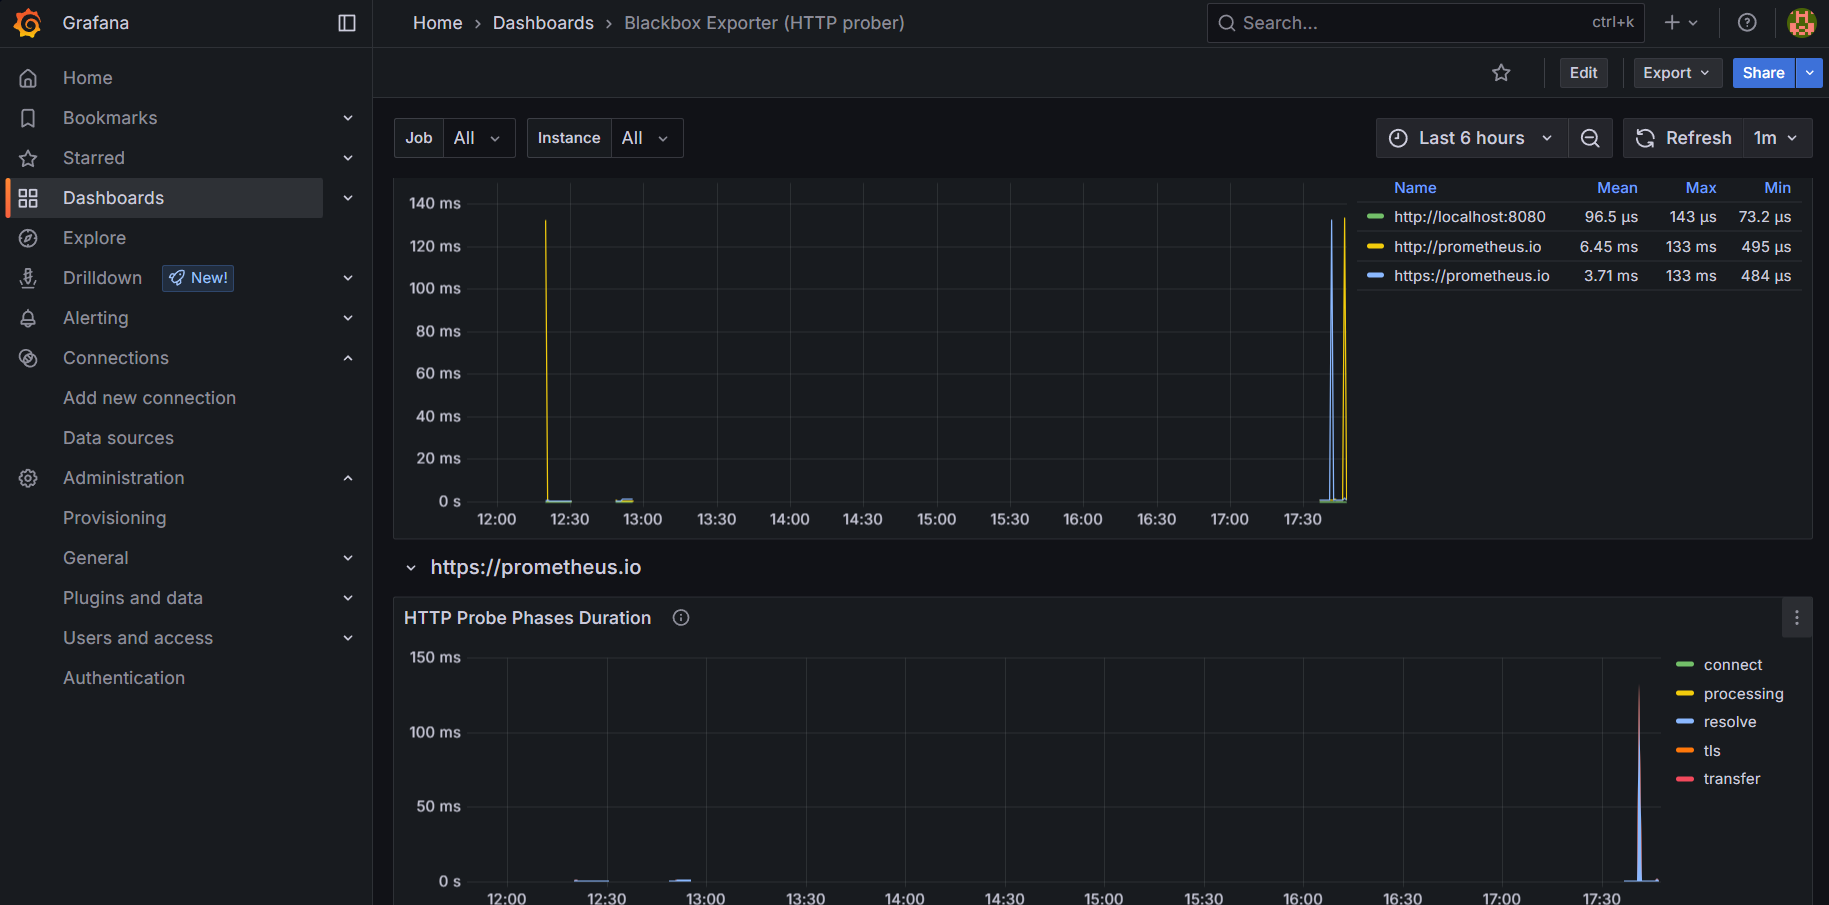 Grafana
Home › Dashboards › Blackbox Exporter (HTTP prober)
Search... ctrl+k
Edit Export Share
Home
Bookmarks
Starred
Dashboards
Explore
Drilldown New!
Alerting
Connections
Add new connection
Data sources
Administration
Provisioning
General
Plugins and data
Users and access
Authentication
Job All Instance All Last 6 hours Refresh 1m
140 ms
120 ms
100 ms
80 ms
60 ms
40 ms
20 ms
0 s
12:00 12:30 13:00 13:30 14:00 14:30 15:00 15:30 16:00 16:30 17:00 17:30
Name Mean Max Min
http://localhost:8080 96.5 µs 143 µs 73.2 µs
http://prometheus.io 6.45 ms 133 ms 495 µs
https://prometheus.io 3.71 ms 133 ms 484 µs
https://prometheus.io
HTTP Probe Phases Duration
150 ms
100 ms
50 ms
0 s
12:00 12:30 13:00 13:30 14:00 14:30 15:00 15:30 16:00 16:30 17:00 17:30
connect
processing
resolve
tls
transfer